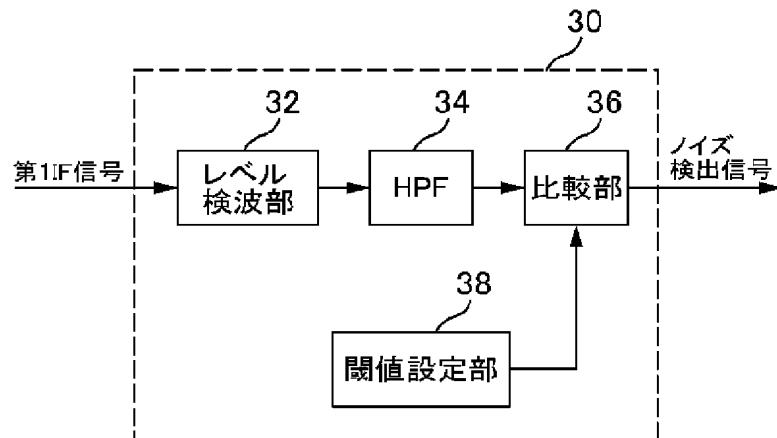 30
32
34
36
第1IF信号
レベル
検波部
HPF
比較部
ノイズ
検出信号
38
閾値設定部